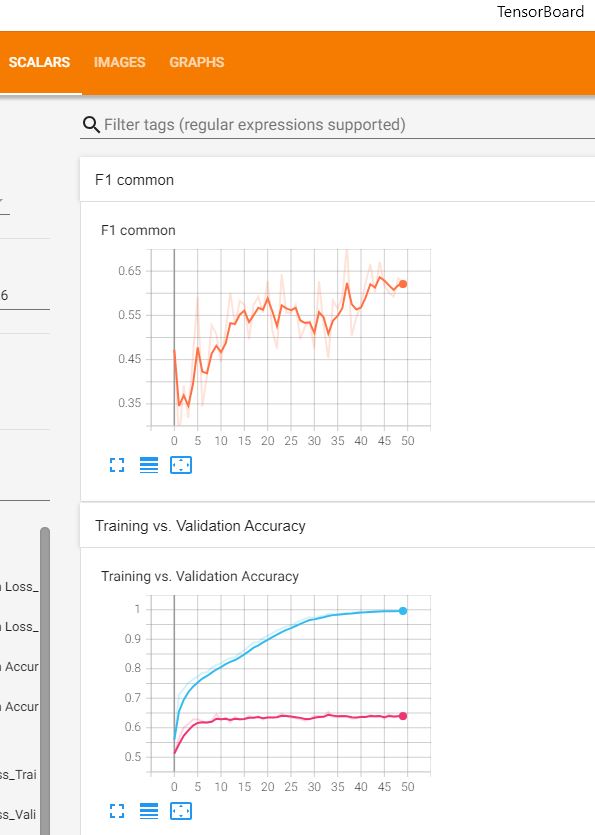 TensorBoard
SCALARS IMAGES GRAPHS
Filter tags (regular expressions supported)
F1 common
F1 common
0.65
0.55
0.45
0.35
0 5 10 15 20 25 30 35 40 45 50
6
Training vs. Validation Accuracy
Training vs. Validation Accuracy
1
0.9
0.8
0.7
0.6
0.5
0 5 10 15 20 25 30 35 40 45 50
Loss_
Loss_
Accur
Accur
ss_Trai
ss_Vali